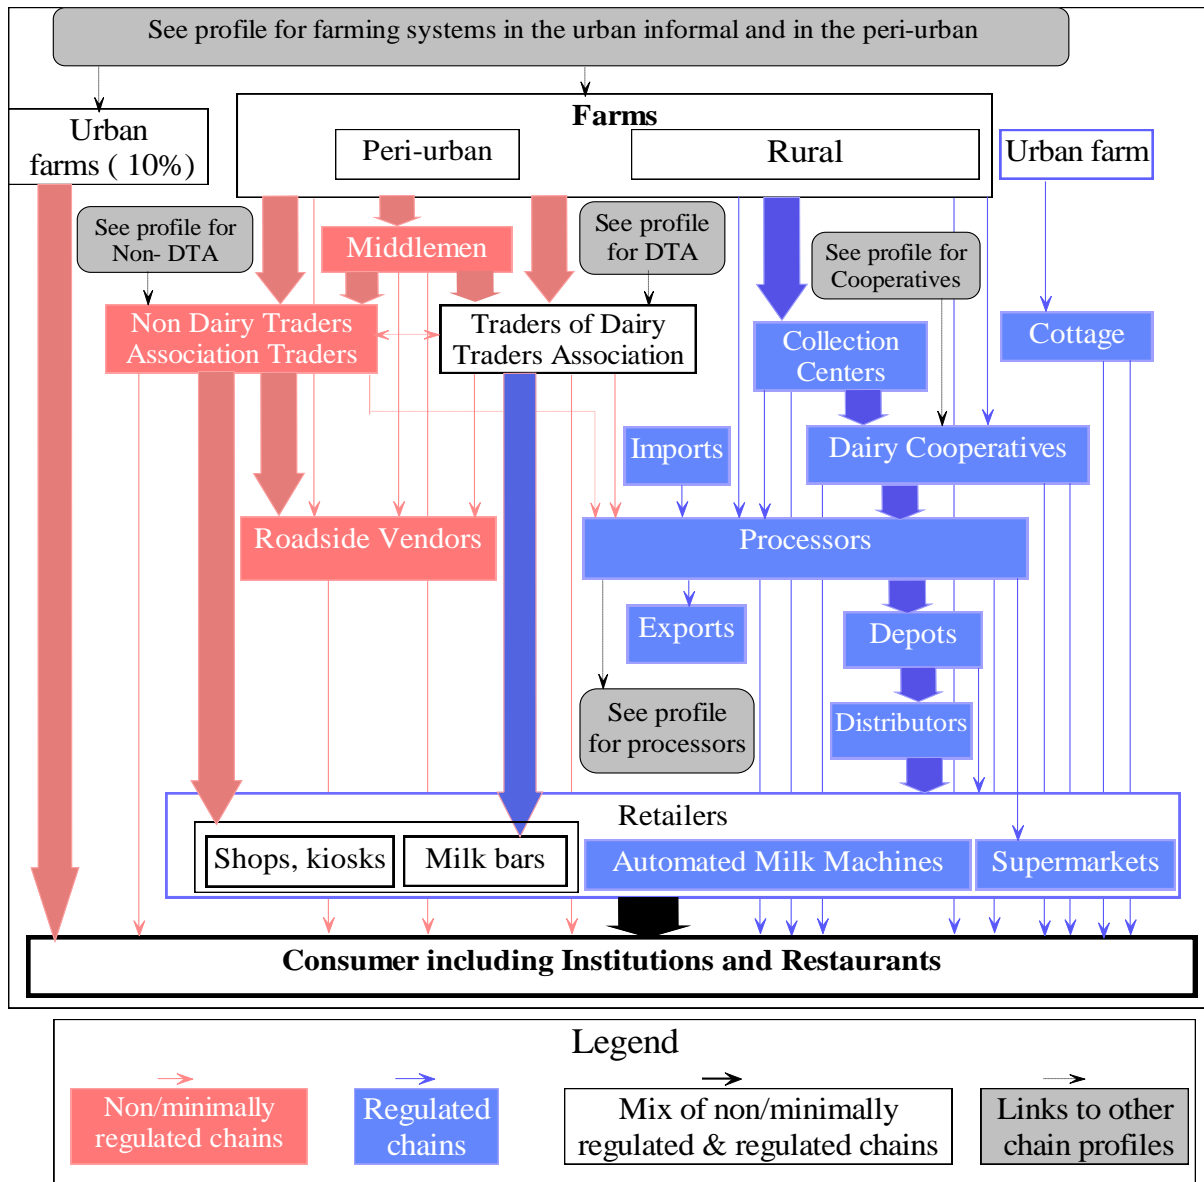 See profile for farming systems in the urban informal and in the peri-urban
Urban
farms ( 10%)
Farms
Peri-urban
Rural
Urban farm
See profile for
Non- DTA
Middlemen
See profile
for DTA
See profile for
Cooperatives
Non Dairy Traders
Association Traders
Traders of Dairy
Traders Association
Collection
Centers
Cottage
Imports
Dairy Cooperatives
Roadside Vendors
Processors
Exports
Depots
See profile
for processors
Distributors
Retailers
Shops, kiosks
Milk bars
Automated Milk Machines
Supermarkets
Consumer including Institutions and Restaurants
Legend
Non/minimally
regulated chains
Regulated
chains
Mix of non/minimally
regulated & regulated chains
Links to other
chain profiles